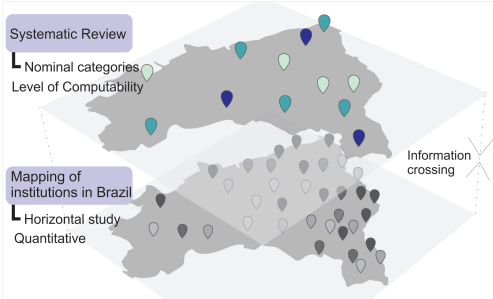 Systematic Review
Nominal categories
Level of Computability
Information
crossing
Mapping of
institutions in Brazil
Horizontal study
Quantitative